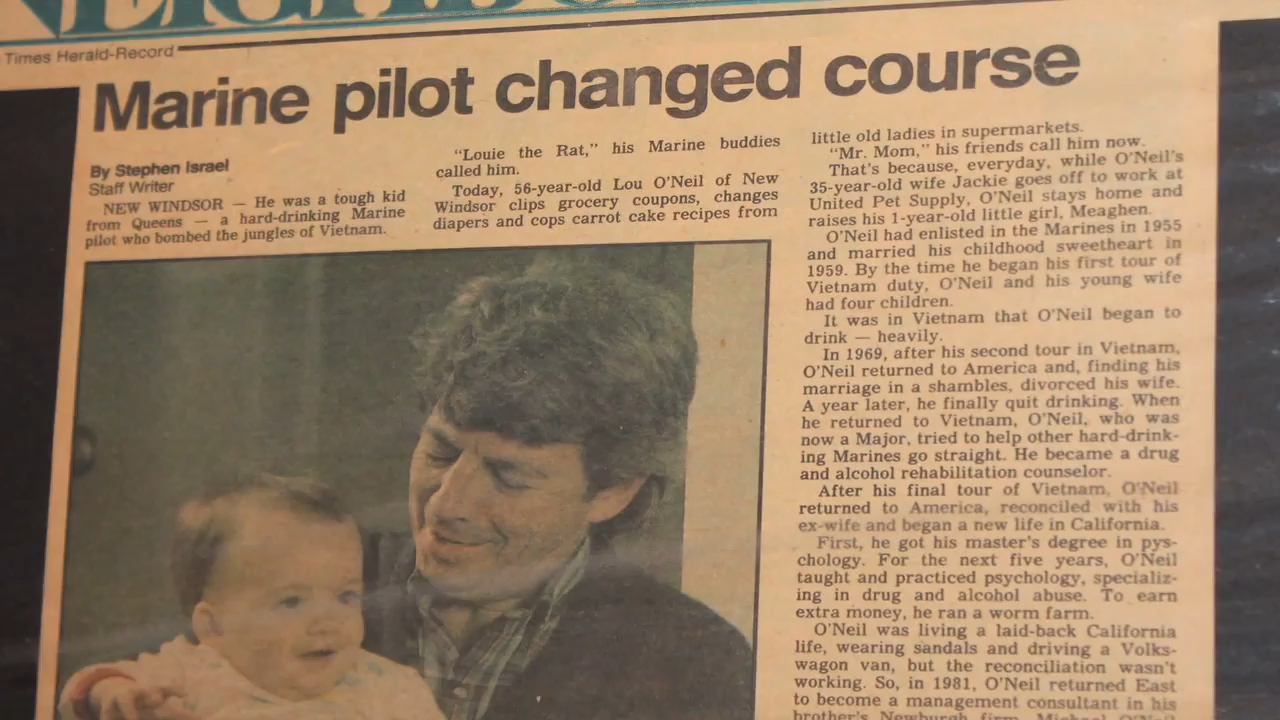 Times Herald-Record
Marine pilot changed course
By Stephen Israel
Staff Writer
NEW WINDSOR — He was a tough kid
from Queens — a hard-drinking Marine
pilot who bombed the jungles of Vietnam.
“Louie the Rat,” his Marine buddies
called him.
Today, 56-year-old Lou O'Neil of New
Windsor clips grocery coupons, changes
diapers and cops carrot cake recipes from
little old ladies in supermarkets.
“Mr. Mom,” his friends call him now.
That's because, everyday, while O'Neil's
35-year-old wife Jackie goes off to work at
United Pet Supply, O'Neil stays home and
raises his 1-year-old little girl, Meaghen.
O'Neil had enlisted in the Marines in 1955
and married his childhood sweetheart in
1959. By the time he began his first tour of
Vietnam duty, O'Neil and his young wife
had four children.
It was in Vietnam that O'Neil began to
drink — heavily.
In 1969, after his second tour in Vietnam,
O'Neil returned to America and, finding his
marriage in a shambles, divorced his wife.
A year later, he finally quit drinking. When
he returned to Vietnam, O'Neil, who was
now a Major, tried to help other hard-drink-
ing Marines go straight. He became a drug
and alcohol rehabilitation counselor.
After his final tour of Vietnam, O'Neil
returned to America, reconciled with his
ex-wife and began a new life in California.
First, he got his master's degree in pys-
chology. For the next five years, O'Neil
taught and practiced psychology, specializ-
ing in drug and alcohol abuse. To earn
extra money, he ran a worm farm.
O'Neil was living a laid-back California
life, wearing sandals and driving a Volks-
wagon van, but the reconciliation wasn't
working. So, in 1981, O'Neil returned East
to become a management consultant in his
brother's Newburgh firm, Michael O'Neil